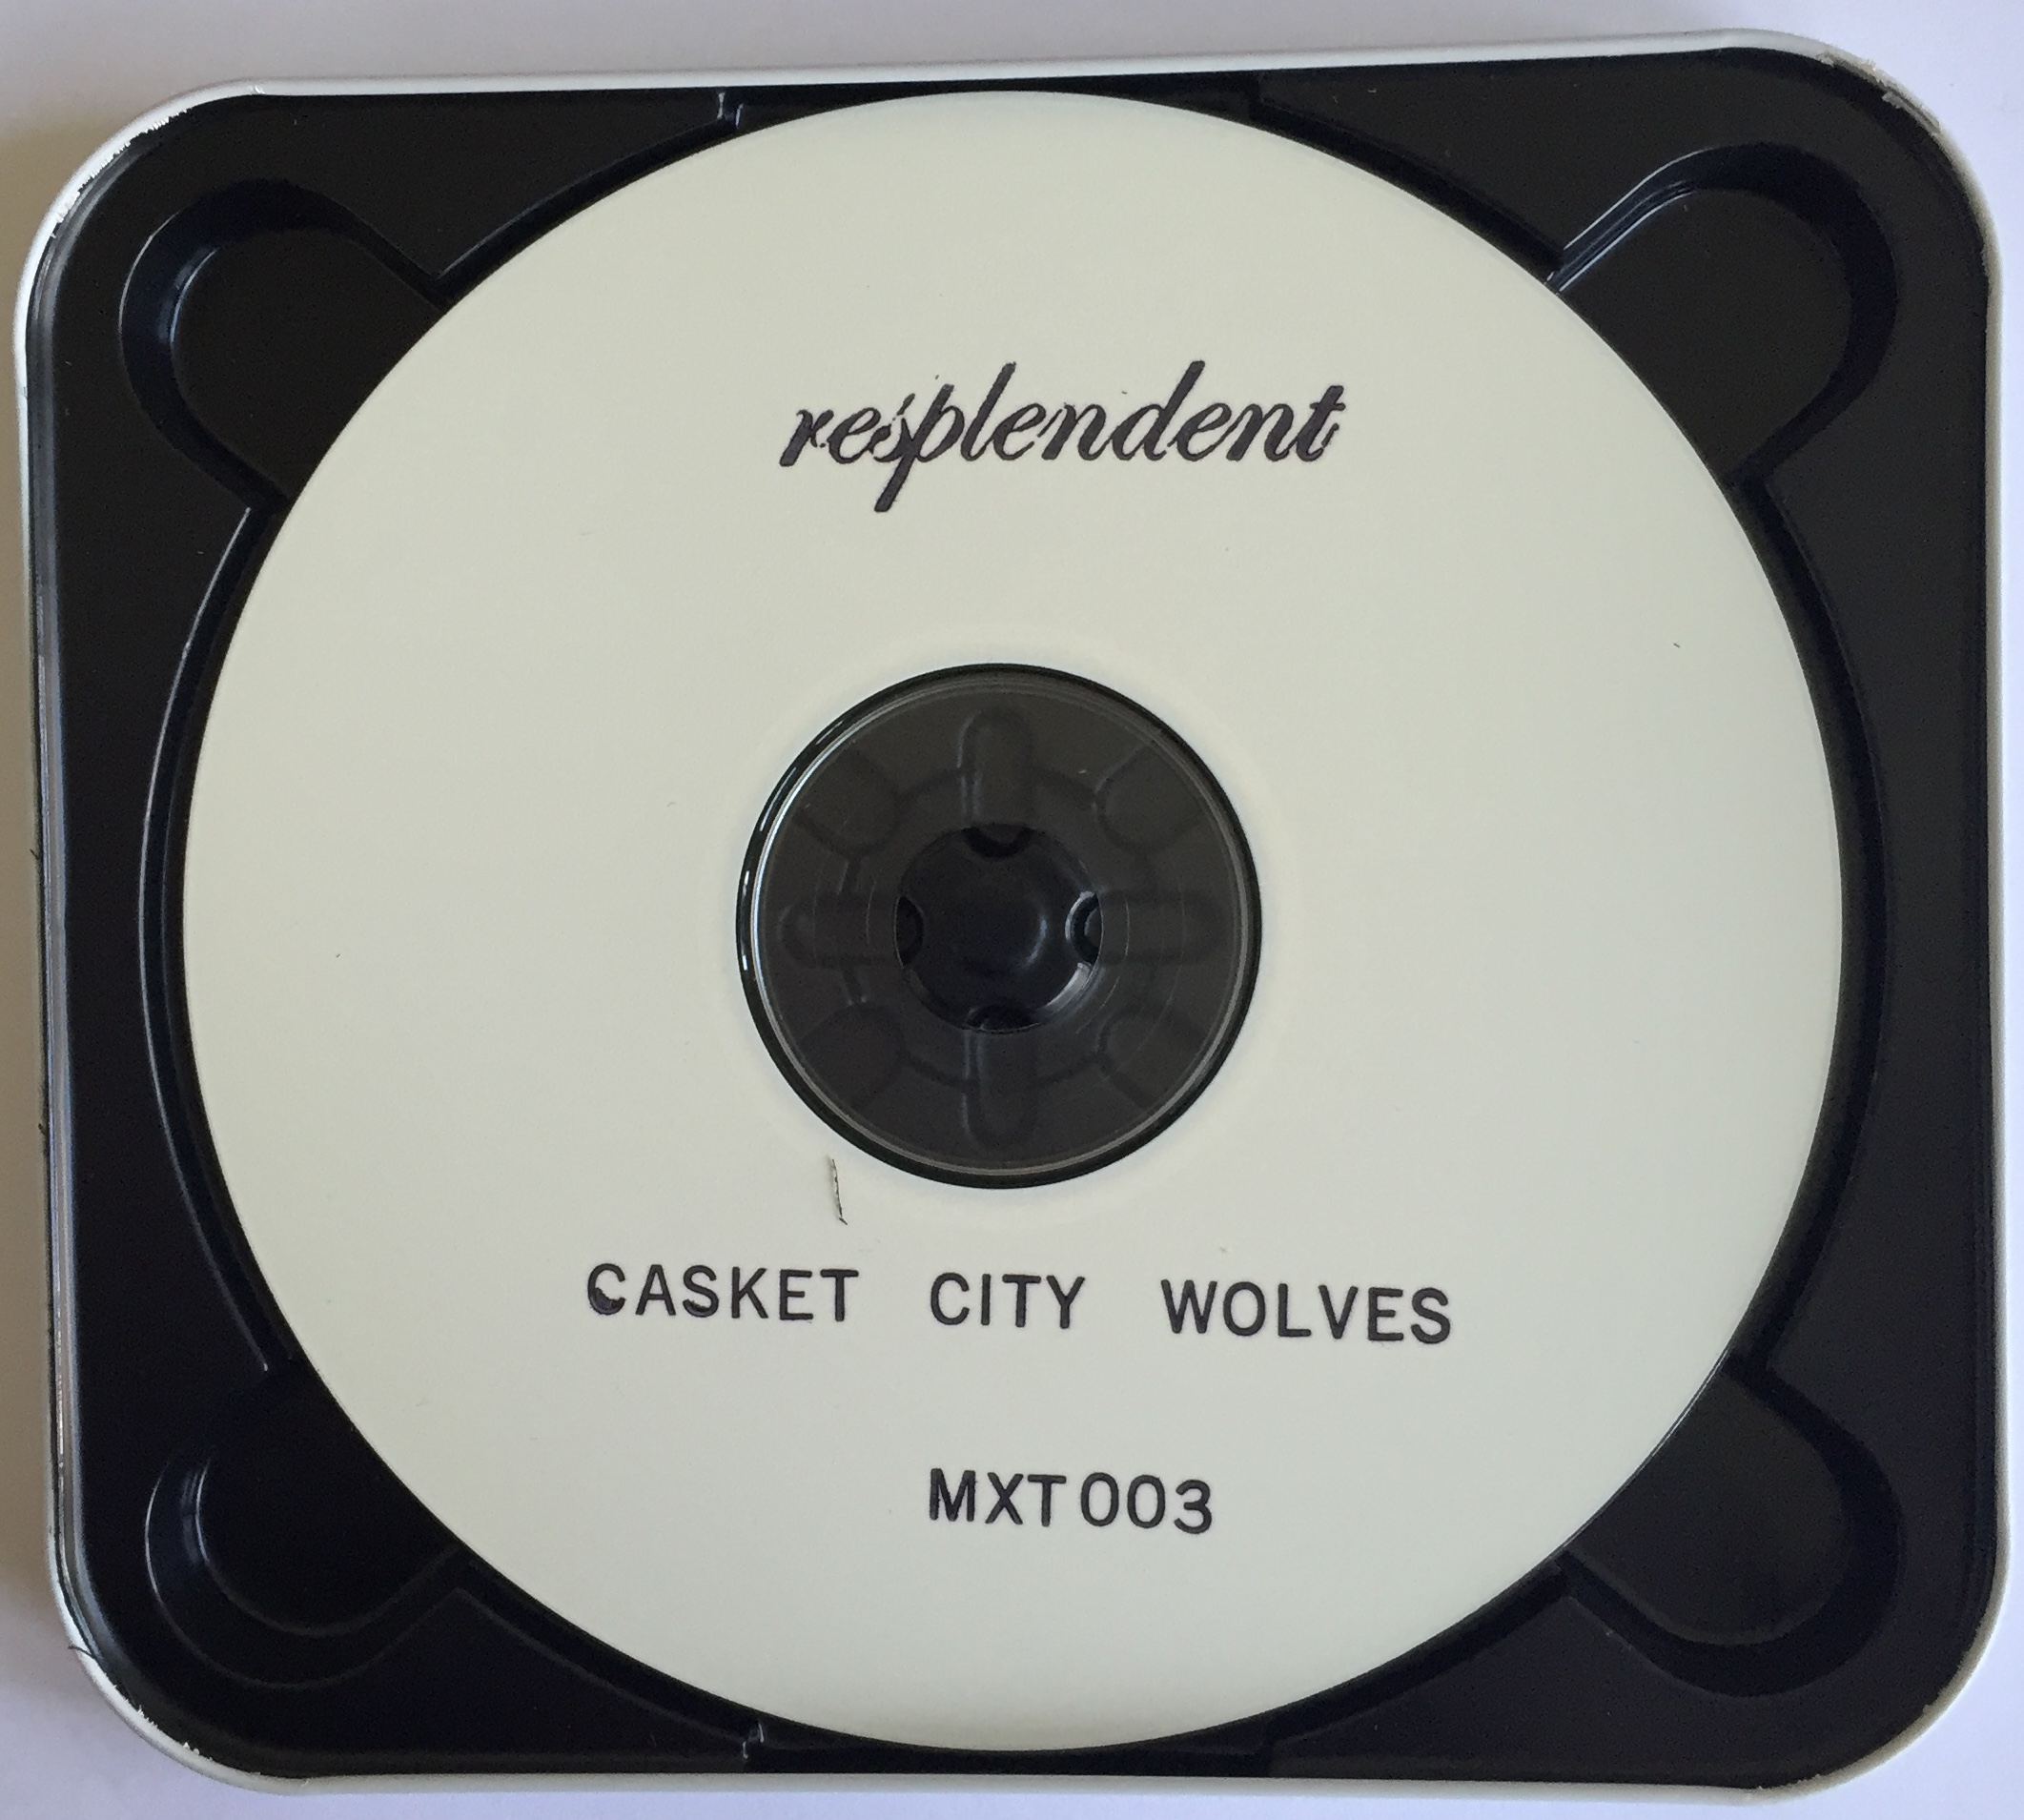 resplendent
CASKET CITY WOLVES
MXT003